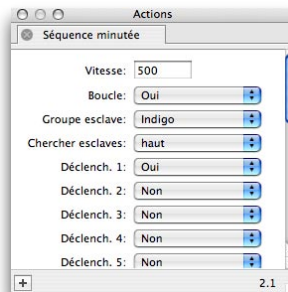 Actions
Séquence minutée
Vitesse: 500
Boucle: Oui
Groupe esclave: Indigo
Chercher esclaves: haut
Déclench. 1: Oui
Déclench. 2: Non
Déclench. 3: Non
Déclench. 4: Non
Déclench. 5: Non
+ 2.1